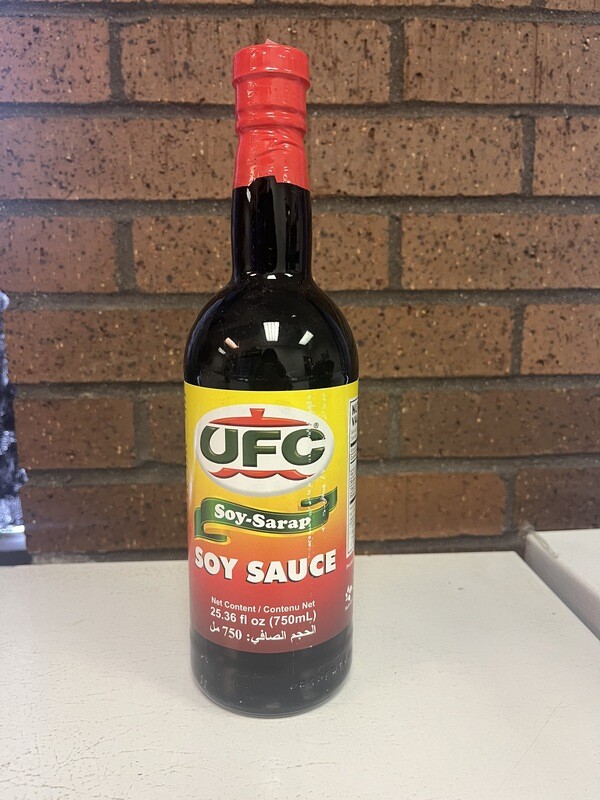 UFC®
Soy-Sarap
SOY SAUCE
Net Content / Contenu Net
25.36 fl oz (750mL)
الحجم الصافي: 750 مل